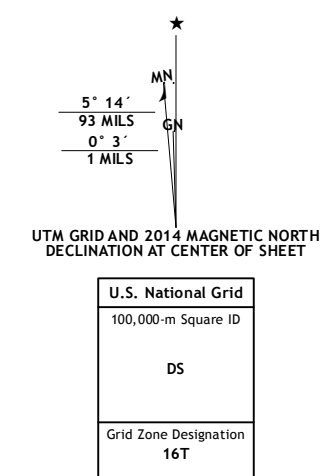 MN
5° 14´
93 MILS
GN
0° 3´
1 MILS
UTM GRID AND 2014 MAGNETIC NORTH
DECLINATION AT CENTER OF SHEET
U.S. National Grid
100,000-m Square ID
DS
Grid Zone Designation
16T